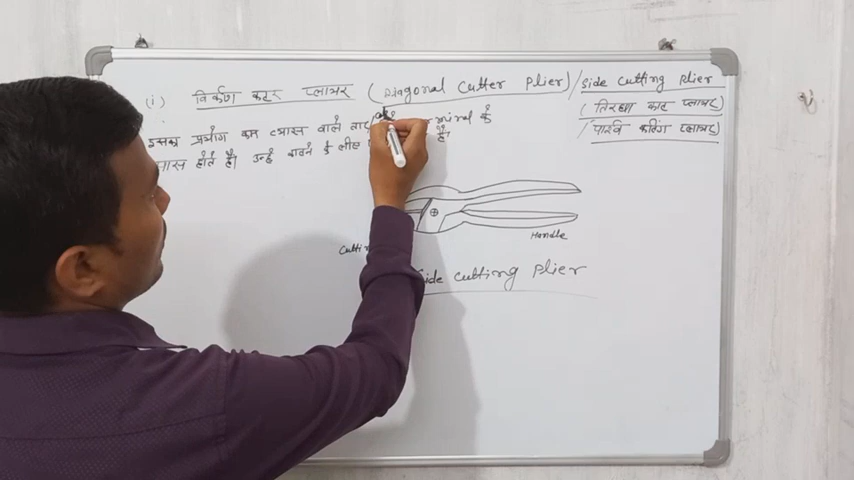 (i) विकर्ण कटर प्लायर (Diagonal Cutter Plier) / Side Cutting Plier
(तिरछा काट प्लायर)
/पार्श्व कटिंग प्लायर)
इसका प्रयोग कम व्यास वाले तार के
पास होते है। उन्हें काटने के लिए है।
Handle
Side Cutting Plier